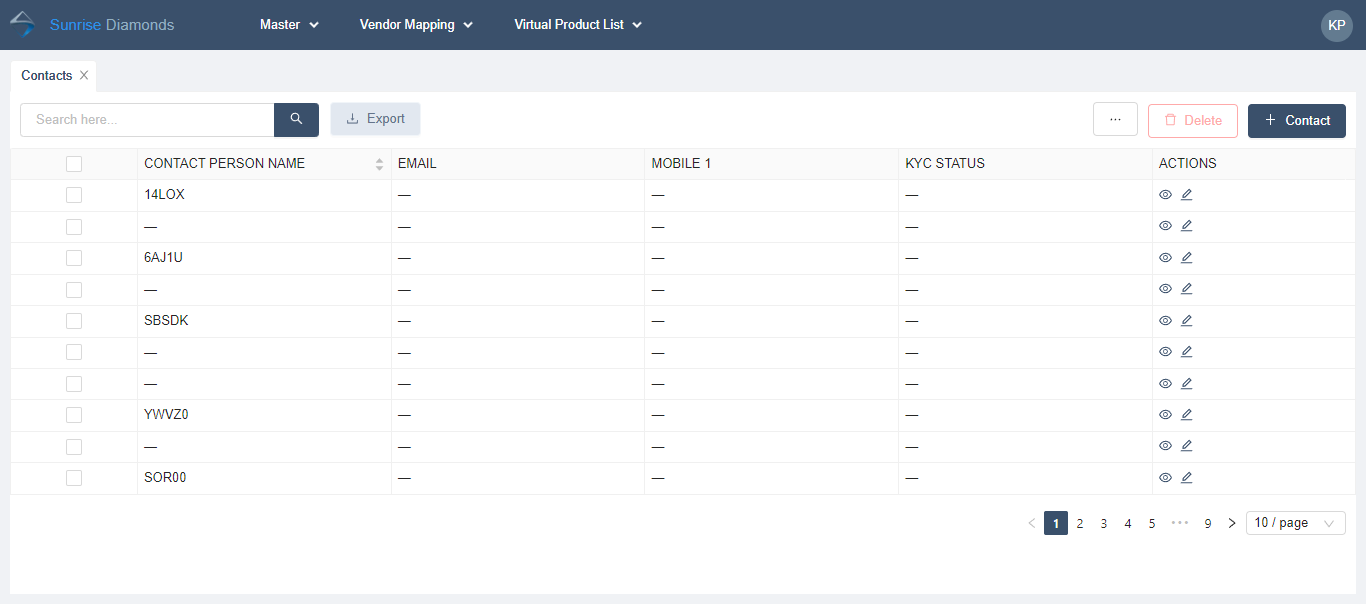 Sunrise Diamonds Master Vendor Mapping Virtual Product List KP
Contacts
Search here... Export ... Delete + Contact
CONTACT PERSON NAME EMAIL MOBILE 1 KYC STATUS ACTIONS
14LOX — — —
— — — —
6AJ1U — — —
— — — —
SBSDK — — —
— — — —
— — — —
YWVZ0 — — —
— — — —
SOR00 — — —
< 1 2 3 4 5 ••• 9 > 10 / page